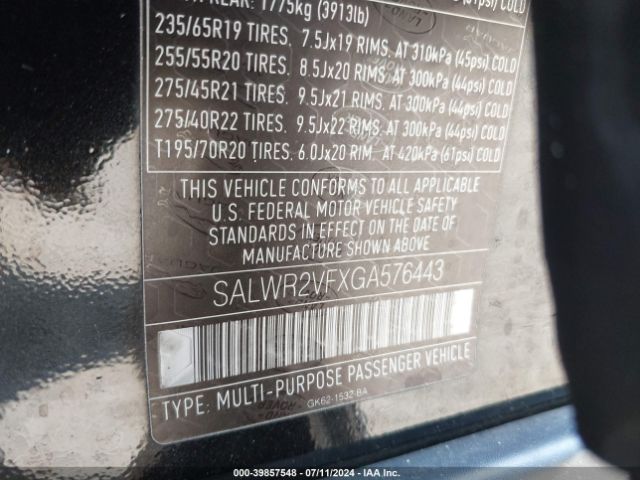 REAR: 1775kg (3913lb) COLD
235/65R19 TIRES. 7.5Jx19 RIMS. AT 310kPa (45psi) COLD
255/55R20 TIRES. 8.5Jx20 RIMS. AT 300kPa (44psi) COLD
275/45R21 TIRES. 9.5Jx21 RIMS. AT 300kPa (44psi) COLD
275/40R22 TIRES. 9.5Jx22 RIMS. AT 300kPa (44psi) COLD
T195/70R20 TIRES. 6.0Jx20 RIM. AT 420kPa (61psi) COLD
THIS VEHICLE CONFORMS TO ALL APPLICABLE
U.S. FEDERAL MOTOR VEHICLE SAFETY
STANDARDS IN EFFECT ON THE DATE OF
MANUFACTURE SHOWN ABOVE
SALWR2VFXGA576443
TYPE: MULTI-PURPOSE PASSENGER VEHICLE
GK62-1532-BA
000-39857548 - 07/11/2024 - IAA Inc.